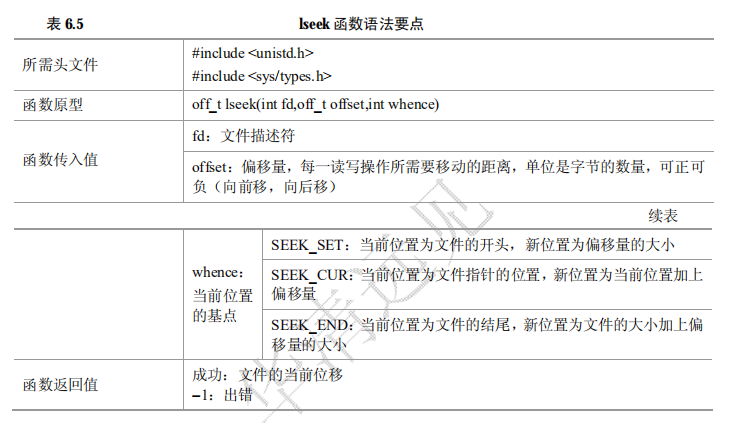 表 6.5 lseek 函数语法要点
所需头文件
#include <unistd.h>
#include <sys/types.h>
函数原型
off_t lseek(int fd,off_t offset,int whence)
函数传入值
fd：文件描述符
offset：偏移量，每一读写操作所需要移动的距离，单位是字节的数量，可正可
负（向前移，向后移）
续表
whence：
当前位置
的基点
SEEK_SET：当前位置为文件的开头，新位置为偏移量的大小
SEEK_CUR：当前位置为文件指针的位置，新位置为当前位置加上
偏移量
SEEK_END：当前位置为文件的结尾，新位置为文件的大小加上偏
移量的大小
函数返回值
成功：文件的当前位移
−1：出错
华清远见